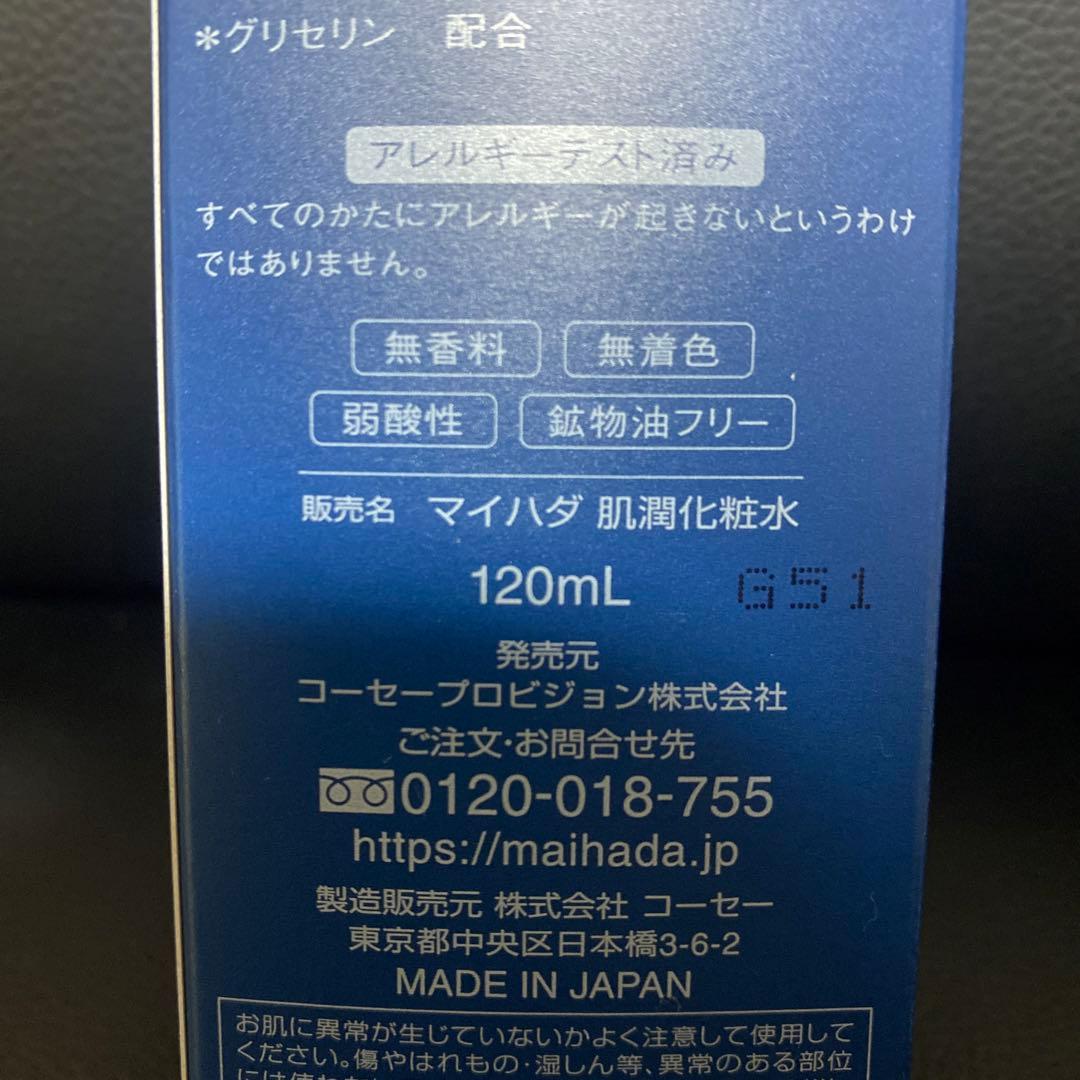 *グリセリン 配合
アレルギーテスト済み
すべてのかたにアレルギーが起きないというわけ
ではありません。
無香料 無着色
弱酸性 鉱物油フリー
販売名 マイハダ 肌潤化粧水
120mL G51
発売元
コーセープロビジョン株式会社
ご注文・お問合せ先
0120-018-755
https://maihada.jp
製造販売元 株式会社 コーセー
東京都中央区日本橋3-6-2
MADE IN JAPAN
お肌に異常が生じていないかよく注意して使用して
ください。傷やはれもの・湿しん等、異常のある部位